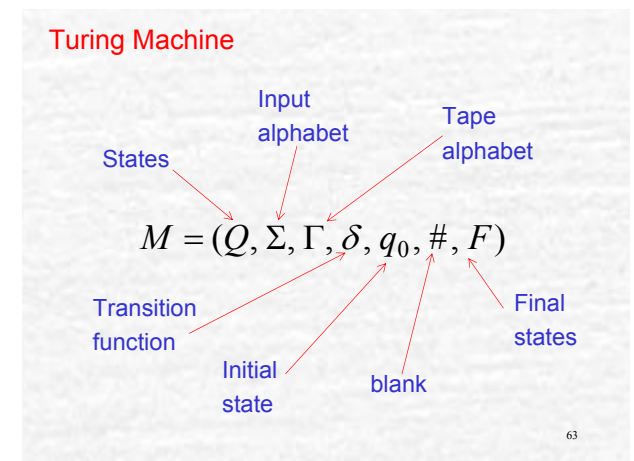 Turing Machine
Input
alphabet
Tape
alphabet
States
M = (Q, Σ, Γ, δ, q₀, #, F)
Transition
function
Initial
state
blank
Final
states
63